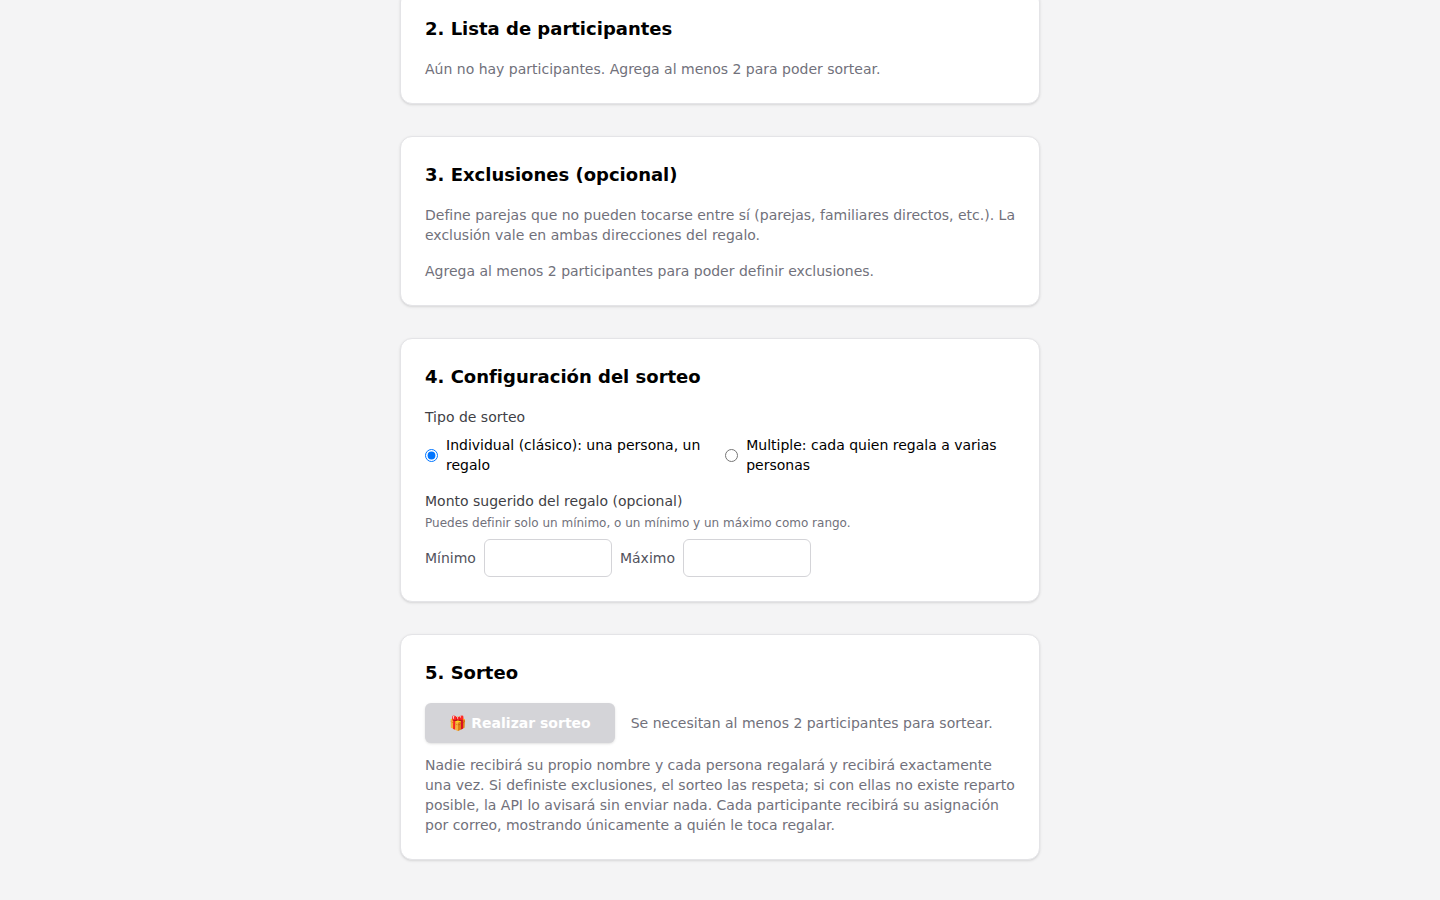 2. Lista de participantes
Aún no hay participantes. Agrega al menos 2 para poder sortear.
3. Exclusiones (opcional)
Define parejas que no pueden tocarse entre sí (parejas, familiares directos, etc.). La
exclusión vale en ambas direcciones del regalo.
Agrega al menos 2 participantes para poder definir exclusiones.
4. Configuración del sorteo
Tipo de sorteo
Individual (clásico): una persona, un
regalo
Multiple: cada quien regala a varias
personas
Monto sugerido del regalo (opcional)
Puedes definir solo un mínimo, o un mínimo y un máximo como rango.
Mínimo
Máximo
5. Sorteo
🎁 Realizar sorteo
Se necesitan al menos 2 participantes para sortear.
Nadie recibirá su propio nombre y cada persona regalará y recibirá exactamente
una vez. Si definiste exclusiones, el sorteo las respeta; si con ellas no existe reparto
posible, la API lo avisará sin enviar nada. Cada participante recibirá su asignación
por correo, mostrando únicamente a quién le toca regalar.